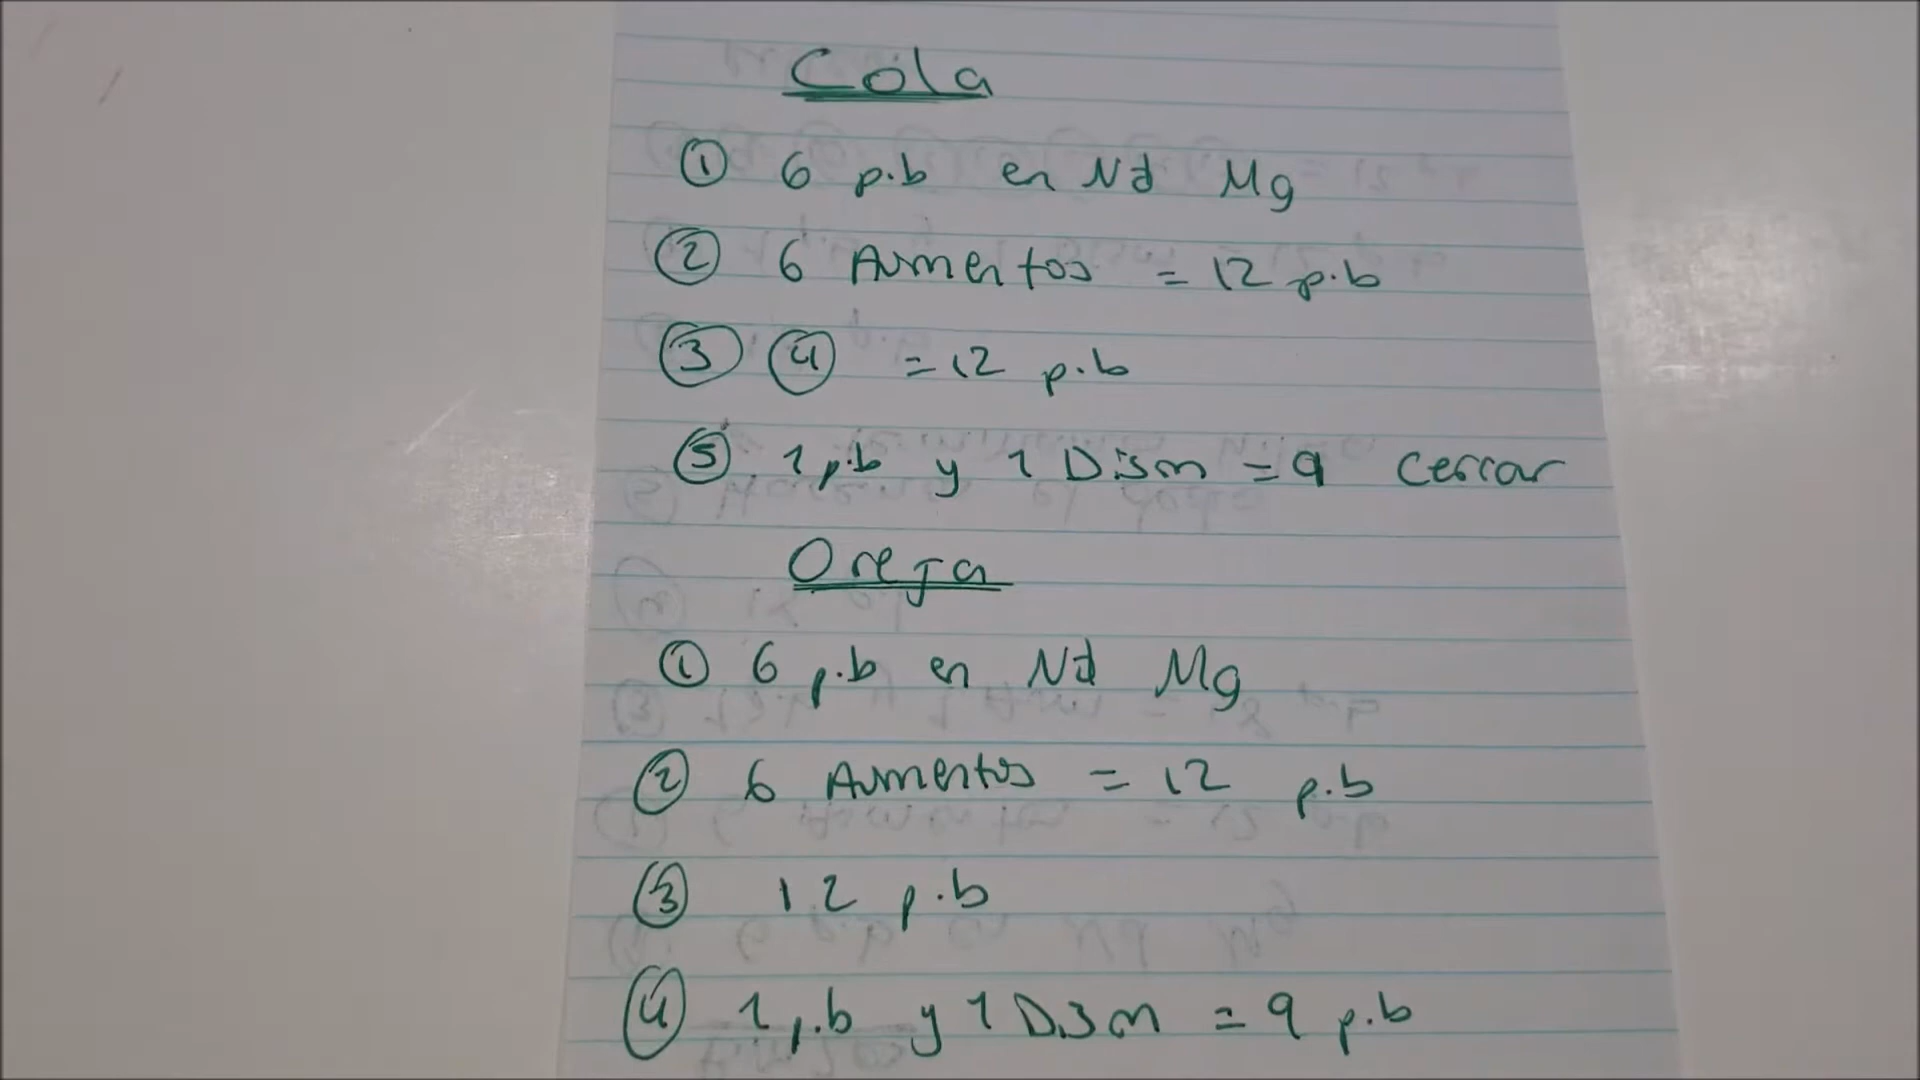 Cola
① 6 p.b en Nd Mg
② 6 Aumentos = 12 p.b
③ ④ = 12 p.b
⑤ 1 p.b y 1 Dism = 9 cerrar
Oreja
① 6 p.b en Nd Mg
② 6 Aumentos = 12 p.b
③ 12 p.b
④ 1 p.b y 1 Dism = 9 p.b